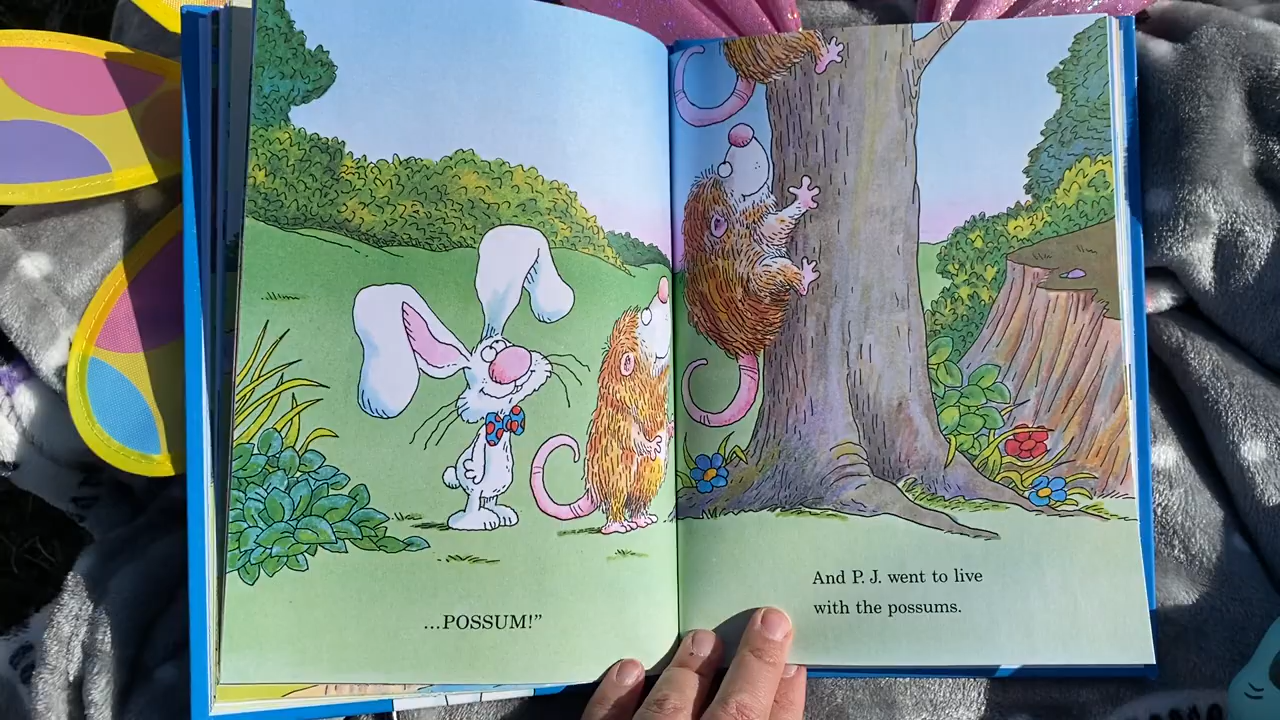 ...POSSUM!”
And P. J. went to live
with the possums.